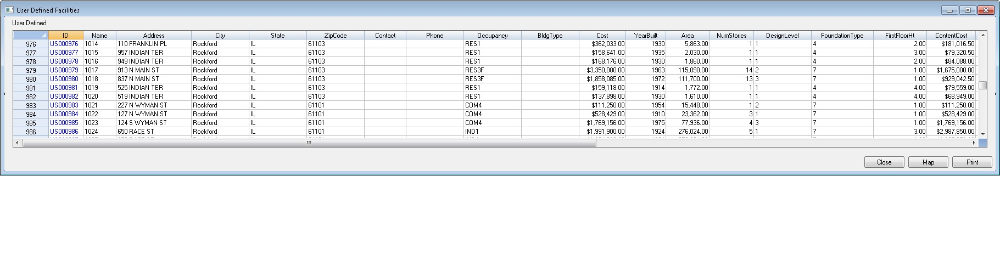 User Defined Facilities
User Defined
ID Name Address City State ZipCode Contact Phone Occupancy BldgType Cost YearBuilt Area NumStories DesignLevel FoundationType FirstFloorHt ContentCost
976 US000976 1014 110 FRANKLIN PL Rockford IL 61103 RES1 $362,033.00 1930 5,863.00 1 1 4 2.00 $181,016.50
977 US000977 1015 957 INDIAN TER Rockford IL 61103 RES1 $158,641.00 1935 2,030.00 1 1 4 3.00 $79,320.50
978 US000978 1016 949 INDIAN TER Rockford IL 61103 RES1 $168,176.00 1930 1,860.00 1 1 4 2.00 $84,088.00
979 US000979 1017 913 N MAIN ST Rockford IL 61103 RES3F $3,350,000.00 1963 115,090.00 14 2 7 1.00 $1,675,000.00
980 US000980 1018 837 N MAIN ST Rockford IL 61103 RES3F $1,858,085.00 1972 111,700.00 13 3 7 1.00 $929,042.50
981 US000981 1019 525 INDIAN TER Rockford IL 61103 RES1 $159,118.00 1914 1,772.00 1 1 4 4.00 $79,559.00
982 US000982 1020 519 INDIAN TER Rockford IL 61103 RES1 $137,898.00 1930 1,610.00 1 1 4 4.00 $68,949.00
983 US000983 1021 227 N WYMAN ST Rockford IL 61101 COM4 $111,250.00 1954 15,448.00 1 2 7 1.00 $111,250.00
984 US000984 1022 127 N WYMAN ST Rockford IL 61101 COM4 $528,429.00 1910 23,362.00 3 1 7 1.00 $528,429.00
985 US000985 1023 124 S WYMAN ST Rockford IL 61101 COM4 $1,769,156.00 1975 77,936.00 4 3 7 1.00 $1,769,156.00
986 US000986 1024 650 RACE ST Rockford IL 61101 IND1 $1,991,900.00 1924 276,024.00 5 1 7 3.00 $2,987,850.00
Close Map Print